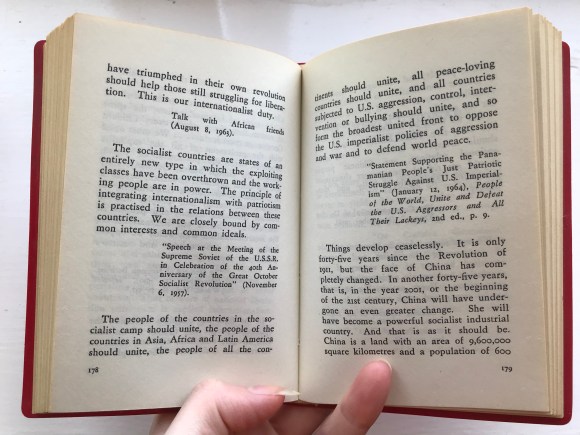 have triumphed in their own revolution
should help those still struggling for libera-
tion. This is our internationalist duty.
Talk with African friends
(August 8, 1963).
The socialist countries are states of an
entirely new type in which the exploiting
classes have been overthrown and the work-
ing people are in power. The principle of
integrating internationalism with patriotism
is practised in the relations between these
countries. We are closely bound by com-
mon interests and common ideals.
"Speech at the Meeting of the
Supreme Soviet of the U.S.S.R.
in Celebration of the 40th An-
niversary of the Great October
Socialist Revolution" (November
6, 1957).
The people of the countries in the so-
cialist camp should unite, the people of the
countries in Asia, Africa and Latin America
should unite, the people of all the con-
178
tinents should unite, all peace-loving
countries should unite, and all countries
subjected to U.S. aggression, control, inter-
vention or bullying should unite, and so
form the broadest united front to oppose
the U.S. imperialist policies of aggression
and war and to defend world peace.
"Statement Supporting the Pana-
manian People's Just Patriotic
Struggle Against U.S. Imperial-
ism" (January 12, 1964), People
of the World, Unite and Defeat
the U.S. Aggressors and All
Their Lackeys, 2nd ed., p. 9.
Things develop ceaselessly. It is only
forty-five years since the Revolution of
1911, but the face of China has com-
pletely changed. In another forty-five years,
that is, in the year 2001, or the beginning
of the 21st century, China will have under-
gone an even greater change. She will
have become a powerful socialist industrial
country. And that is as it should be.
China is a land with an area of 9,600,000
square kilometres and a population of 600
179